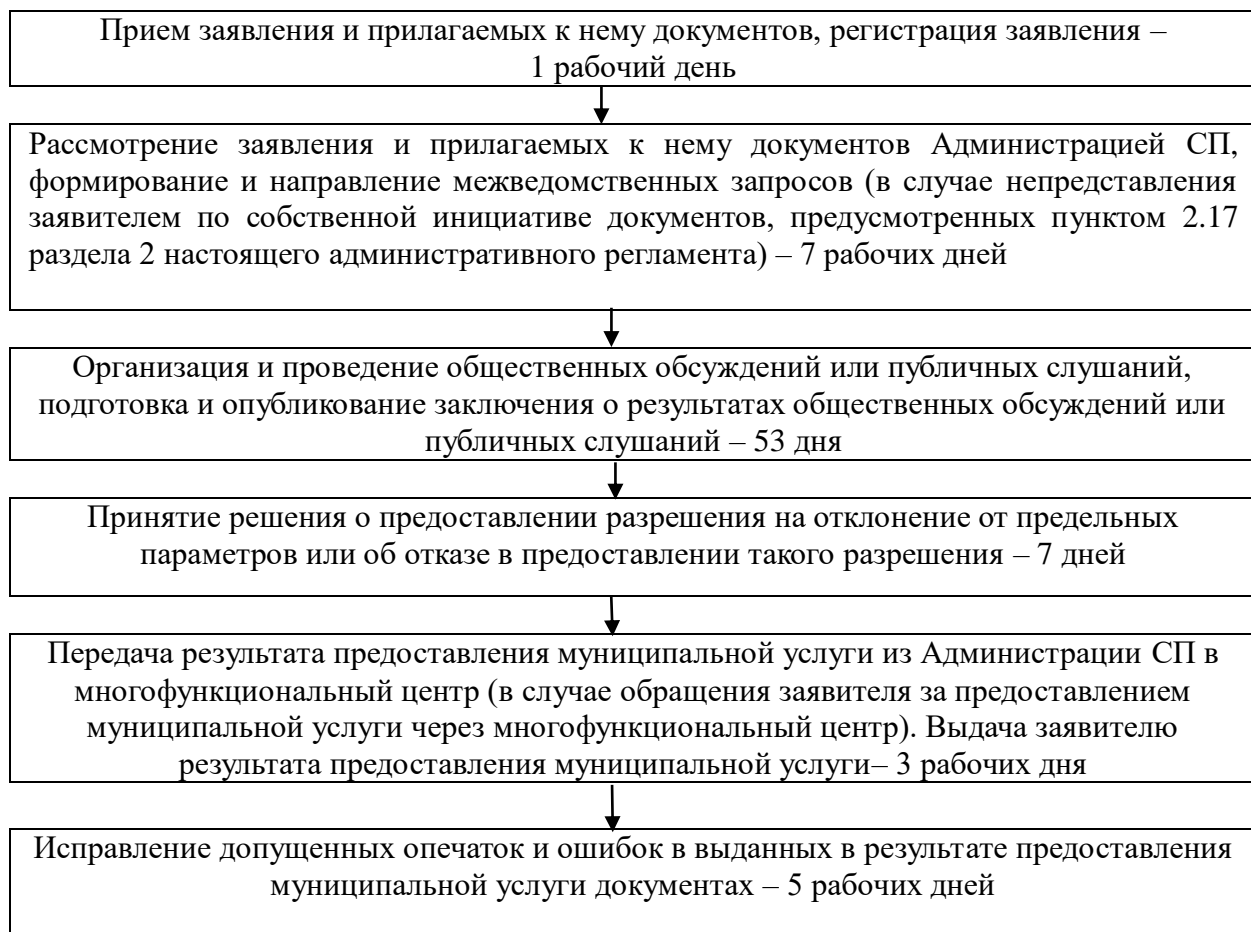 Прием заявления и прилагаемых к нему документов, регистрация заявления –
1 рабочий день
Рассмотрение заявления и прилагаемых к нему документов Администрацией СП,
формирование и направление межведомственных запросов (в случае непредставления
заявителем по собственной инициативе документов, предусмотренных пунктом 2.17
раздела 2 настоящего административного регламента) – 7 рабочих дней
Организация и проведение общественных обсуждений или публичных слушаний,
подготовка и опубликование заключения о результатах общественных обсуждений или
публичных слушаний – 53 дня
Принятие решения о предоставлении разрешения на отклонение от предельных
параметров или об отказе в предоставлении такого разрешения – 7 дней
Передача результата предоставления муниципальной услуги из Администрации СП в
многофункциональный центр (в случае обращения заявителя за предоставлением
муниципальной услуги через многофункциональный центр). Выдача заявителю
результата предоставления муниципальной услуги– 3 рабочих дня
Исправление допущенных опечаток и ошибок в выданных в результате предоставления
муниципальной услуги документах – 5 рабочих дней